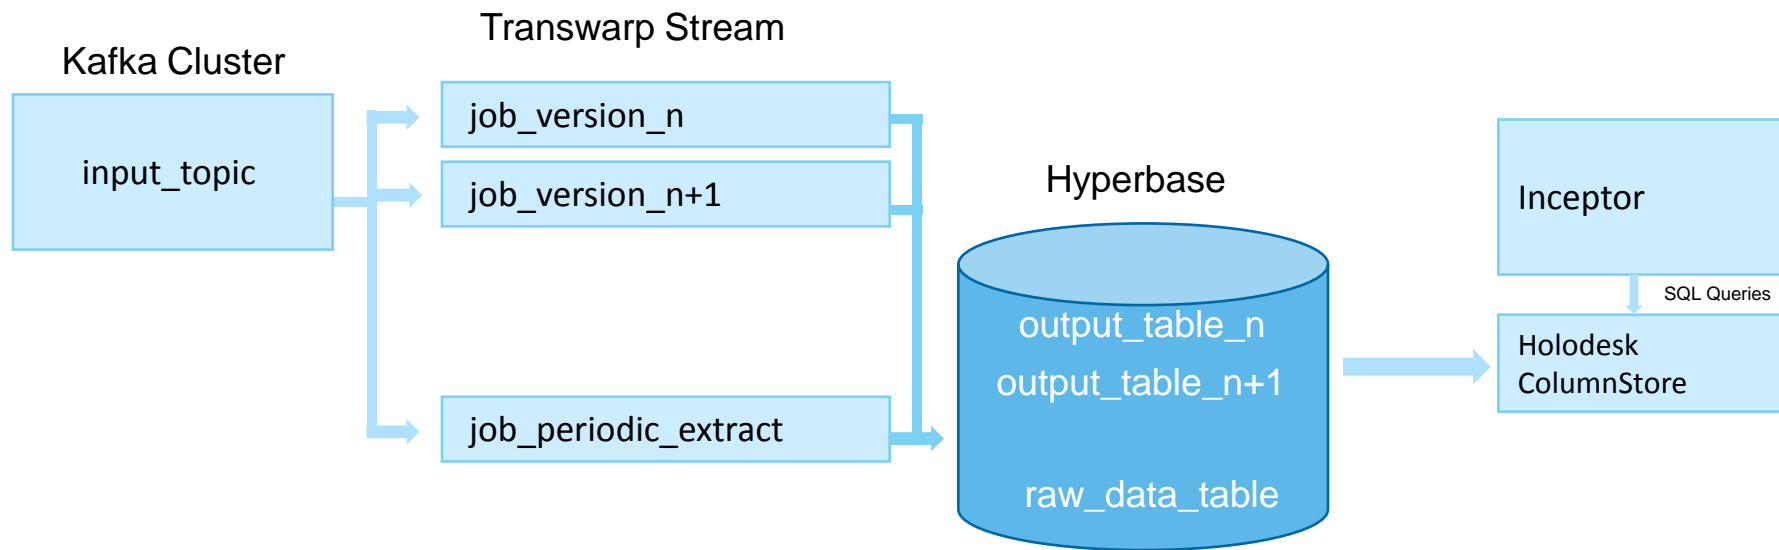 Kafka Cluster
input_topic
Transwarp Stream
job_version_n
job_version_n+1
job_periodic_extract
Hyperbase
output_table_n
output_table_n+1
raw_data_table
Inceptor
SQL Queries
Holodesk
ColumnStore